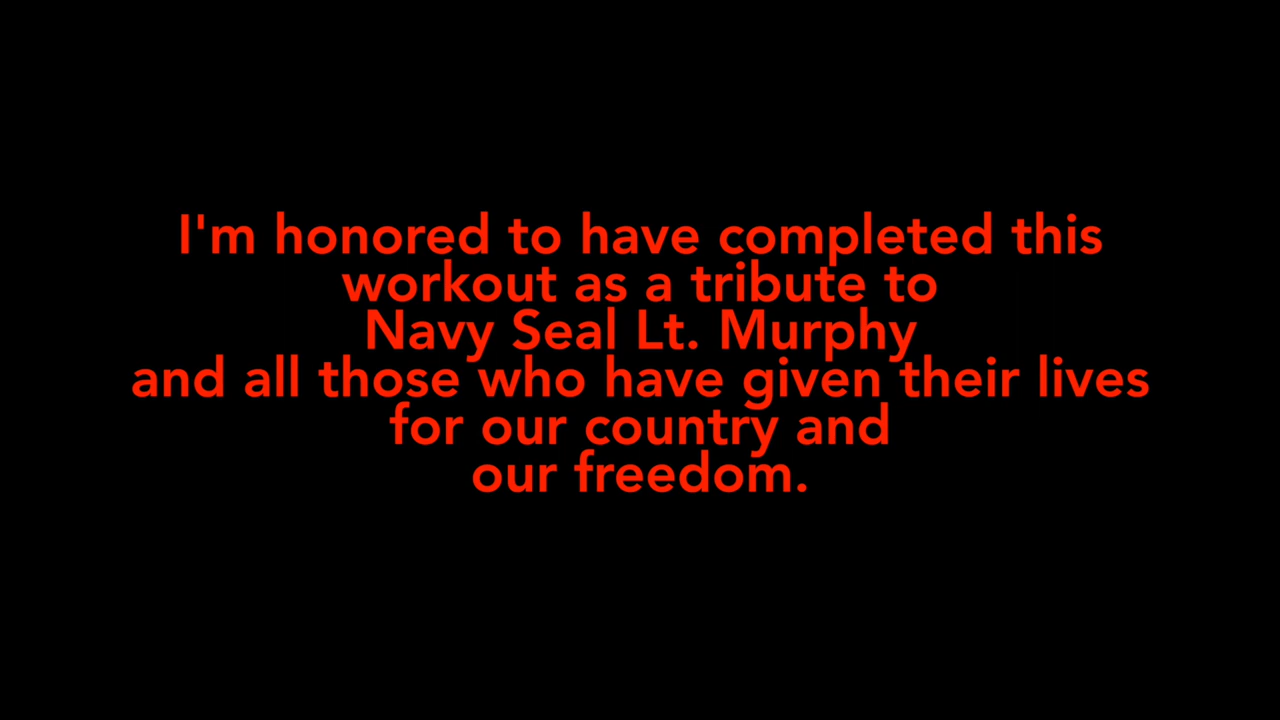 I'm honored to have completed this
workout as a tribute to
Navy Seal Lt. Murphy
and all those who have given their lives
for our country and
our freedom.